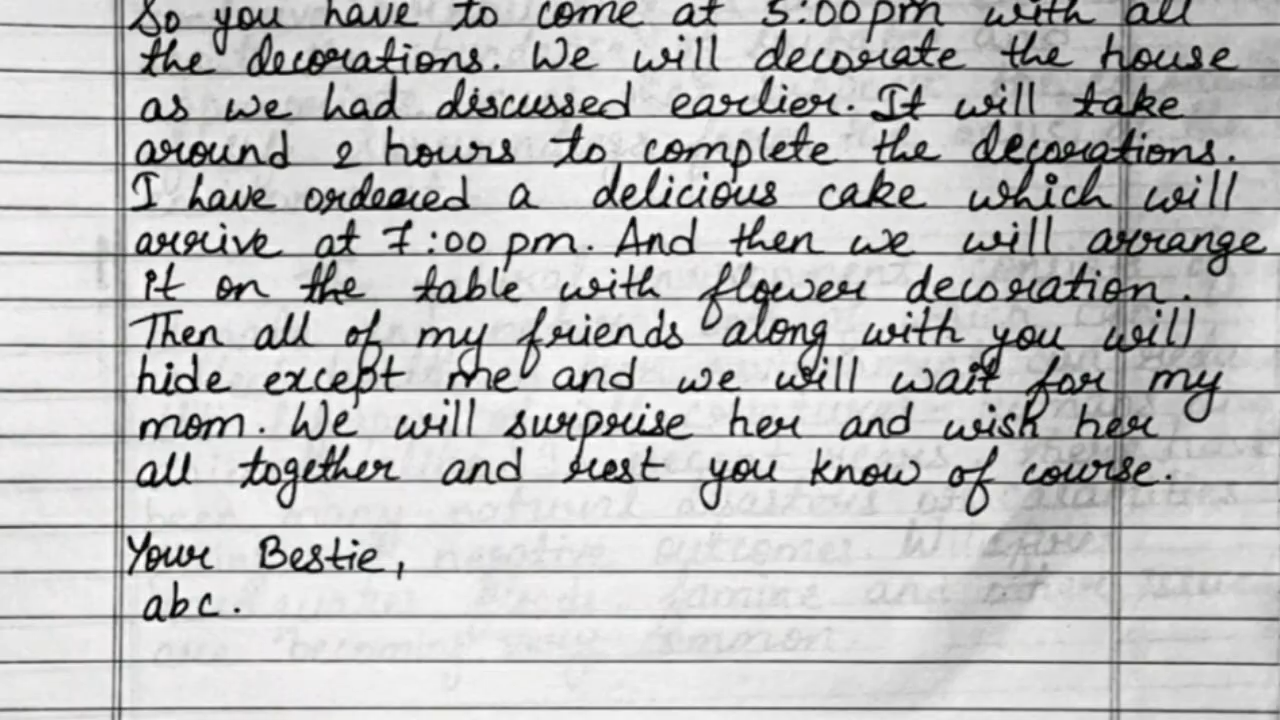 So you have to come at 5:00 pm with all
the decorations. We will decorate the house
as we had discussed earlier. It will take
around 2 hours to complete the decorations.
I have ordered a delicious cake which will
arrive at 7:00 pm. And then we will arrange
it on the table with flower decoration.
Then all of my friends along with you will
hide except me and we will wait for my
mom. We will surprise her and wish her
all together and rest you know of course.
Your Bestie,
abc.